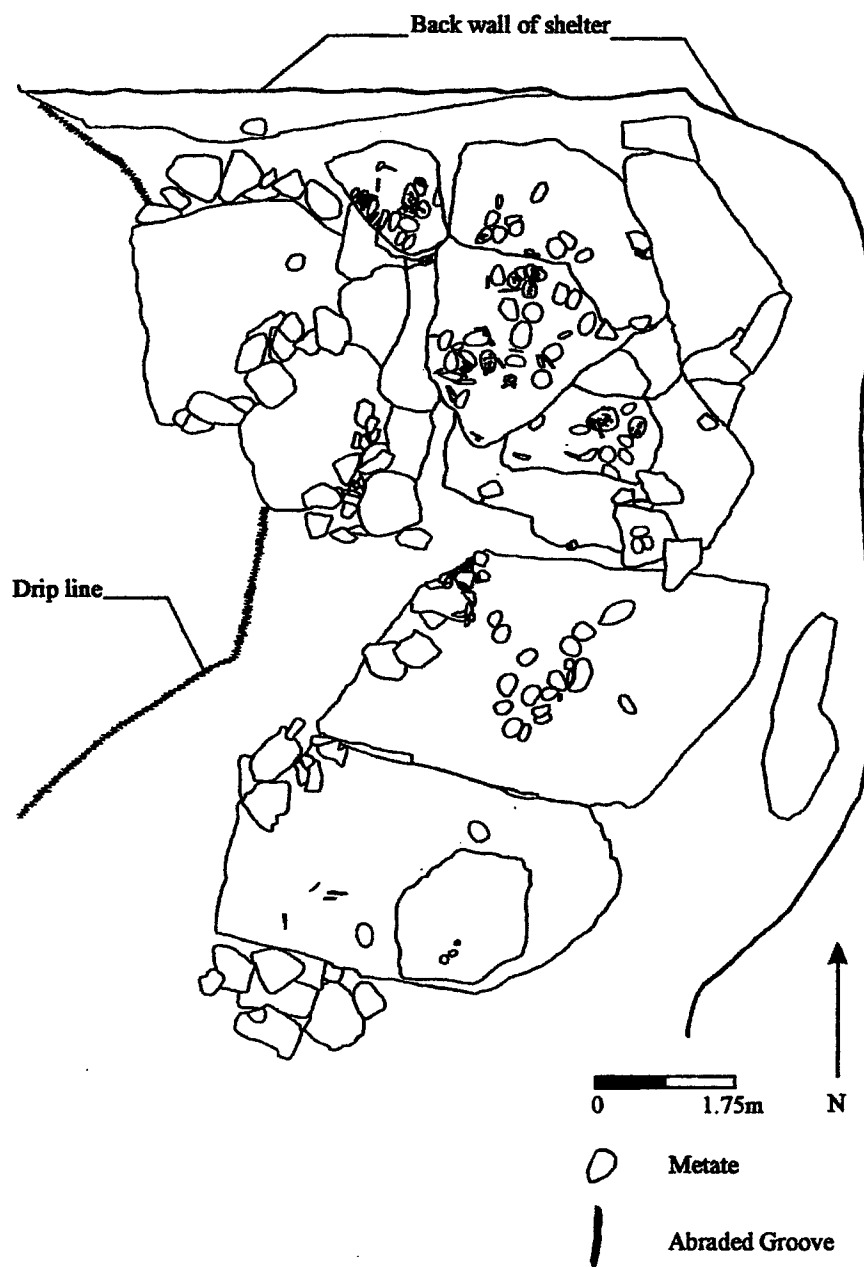 Back wall of shelter
Drip line
0 1.75m N
Metate
Abraded Groove